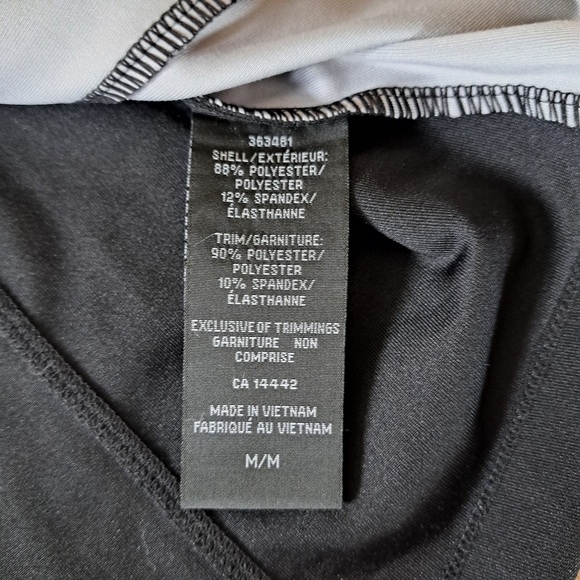 363481
SHELL/EXTÉRIEUR:
88% POLYESTER/
POLYESTER
12% SPANDEX/
ÉLASTHANNE
TRIM/GARNITURE:
90% POLYESTER/
POLYESTER
10% SPANDEX/
ÉLASTHANNE
EXCLUSIVE OF TRIMMINGS
GARNITURE NON
COMPRISE
CA 14442
MADE IN VIETNAM
FABRIQUÉ AU VIETNAM
M/M